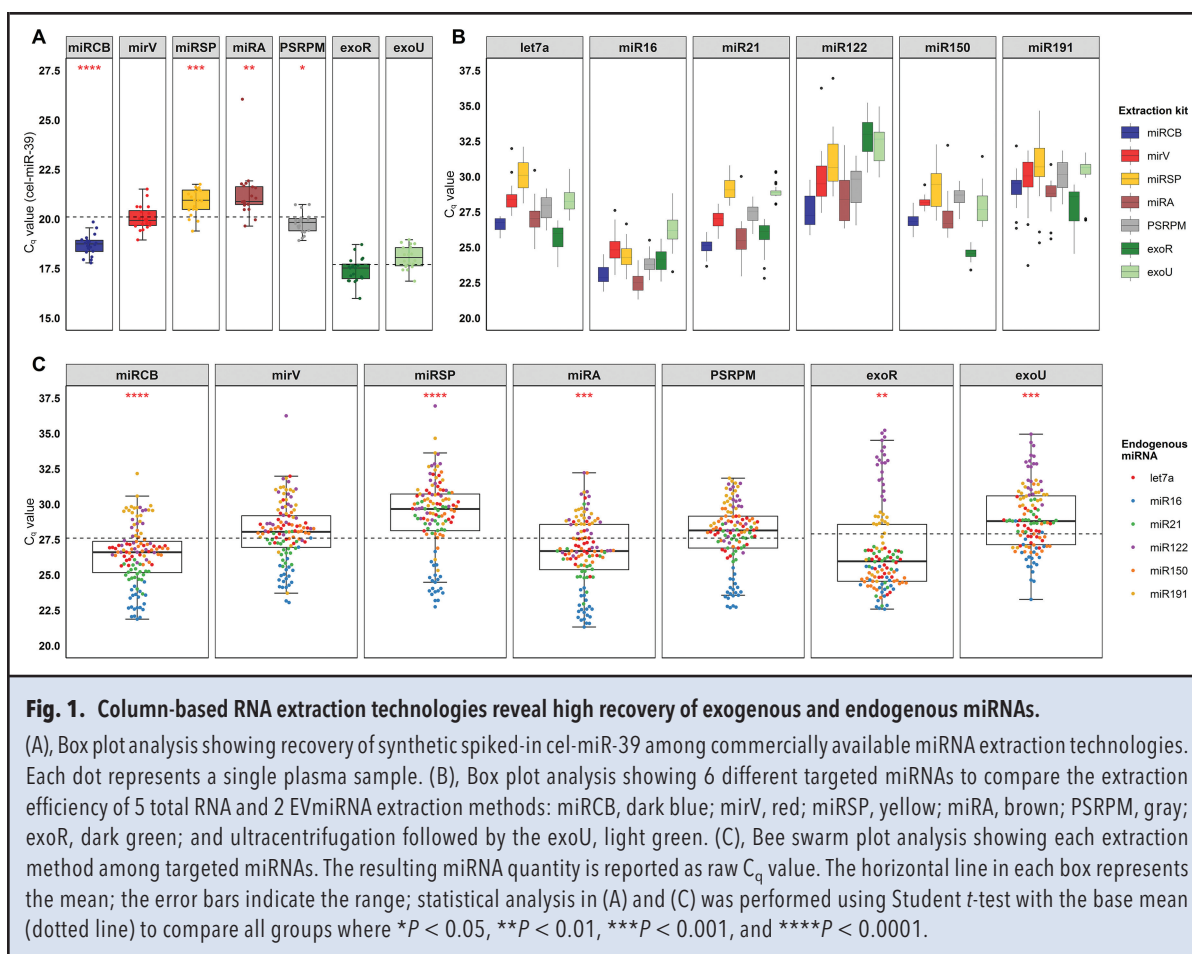 A
miRCB mirV miRSP miRA PSRPM exoR exoU
**** *** ** *
Cq value (cel-miR-39)
27.5
25.0
22.5
20.0
17.5
15.0
B
let7a miR16 miR21 miR122 miR150 miR191
Cq value
37.5
35.0
32.5
30.0
27.5
25.0
22.5
20.0
Extraction kit
miRCB
mirV
miRSP
miRA
PSRPM
exoR
exoU
C
miRCB mirV miRSP miRA PSRPM exoR exoU
**** **** *** ** ***
Cq value
37.5
35.0
32.5
30.0
27.5
25.0
22.5
20.0
Endogenous
miRNA
let7a
miR16
miR21
miR122
miR150
miR191
Fig. 1. Column-based RNA extraction technologies reveal high recovery of exogenous and endogenous miRNAs.
(A), Box plot analysis showing recovery of synthetic spiked-in cel-miR-39 among commercially available miRNA extraction technologies.
Each dot represents a single plasma sample. (B), Box plot analysis showing 6 different targeted miRNAs to compare the extraction
efficiency of 5 total RNA and 2 EVmiRNA extraction methods: miRCB, dark blue; mirV, red; miRSP, yellow; miRA, brown; PSRPM, gray;
exoR, dark green; and ultracentrifugation followed by the exoU, light green. (C), Bee swarm plot analysis showing each extraction
method among targeted miRNAs. The resulting miRNA quantity is reported as raw Cq value. The horizontal line in each box represents
the mean; the error bars indicate the range; statistical analysis in (A) and (C) was performed using Student t-test with the base mean
(dotted line) to compare all groups where *P < 0.05, **P < 0.01, ***P < 0.001, and ****P < 0.0001.